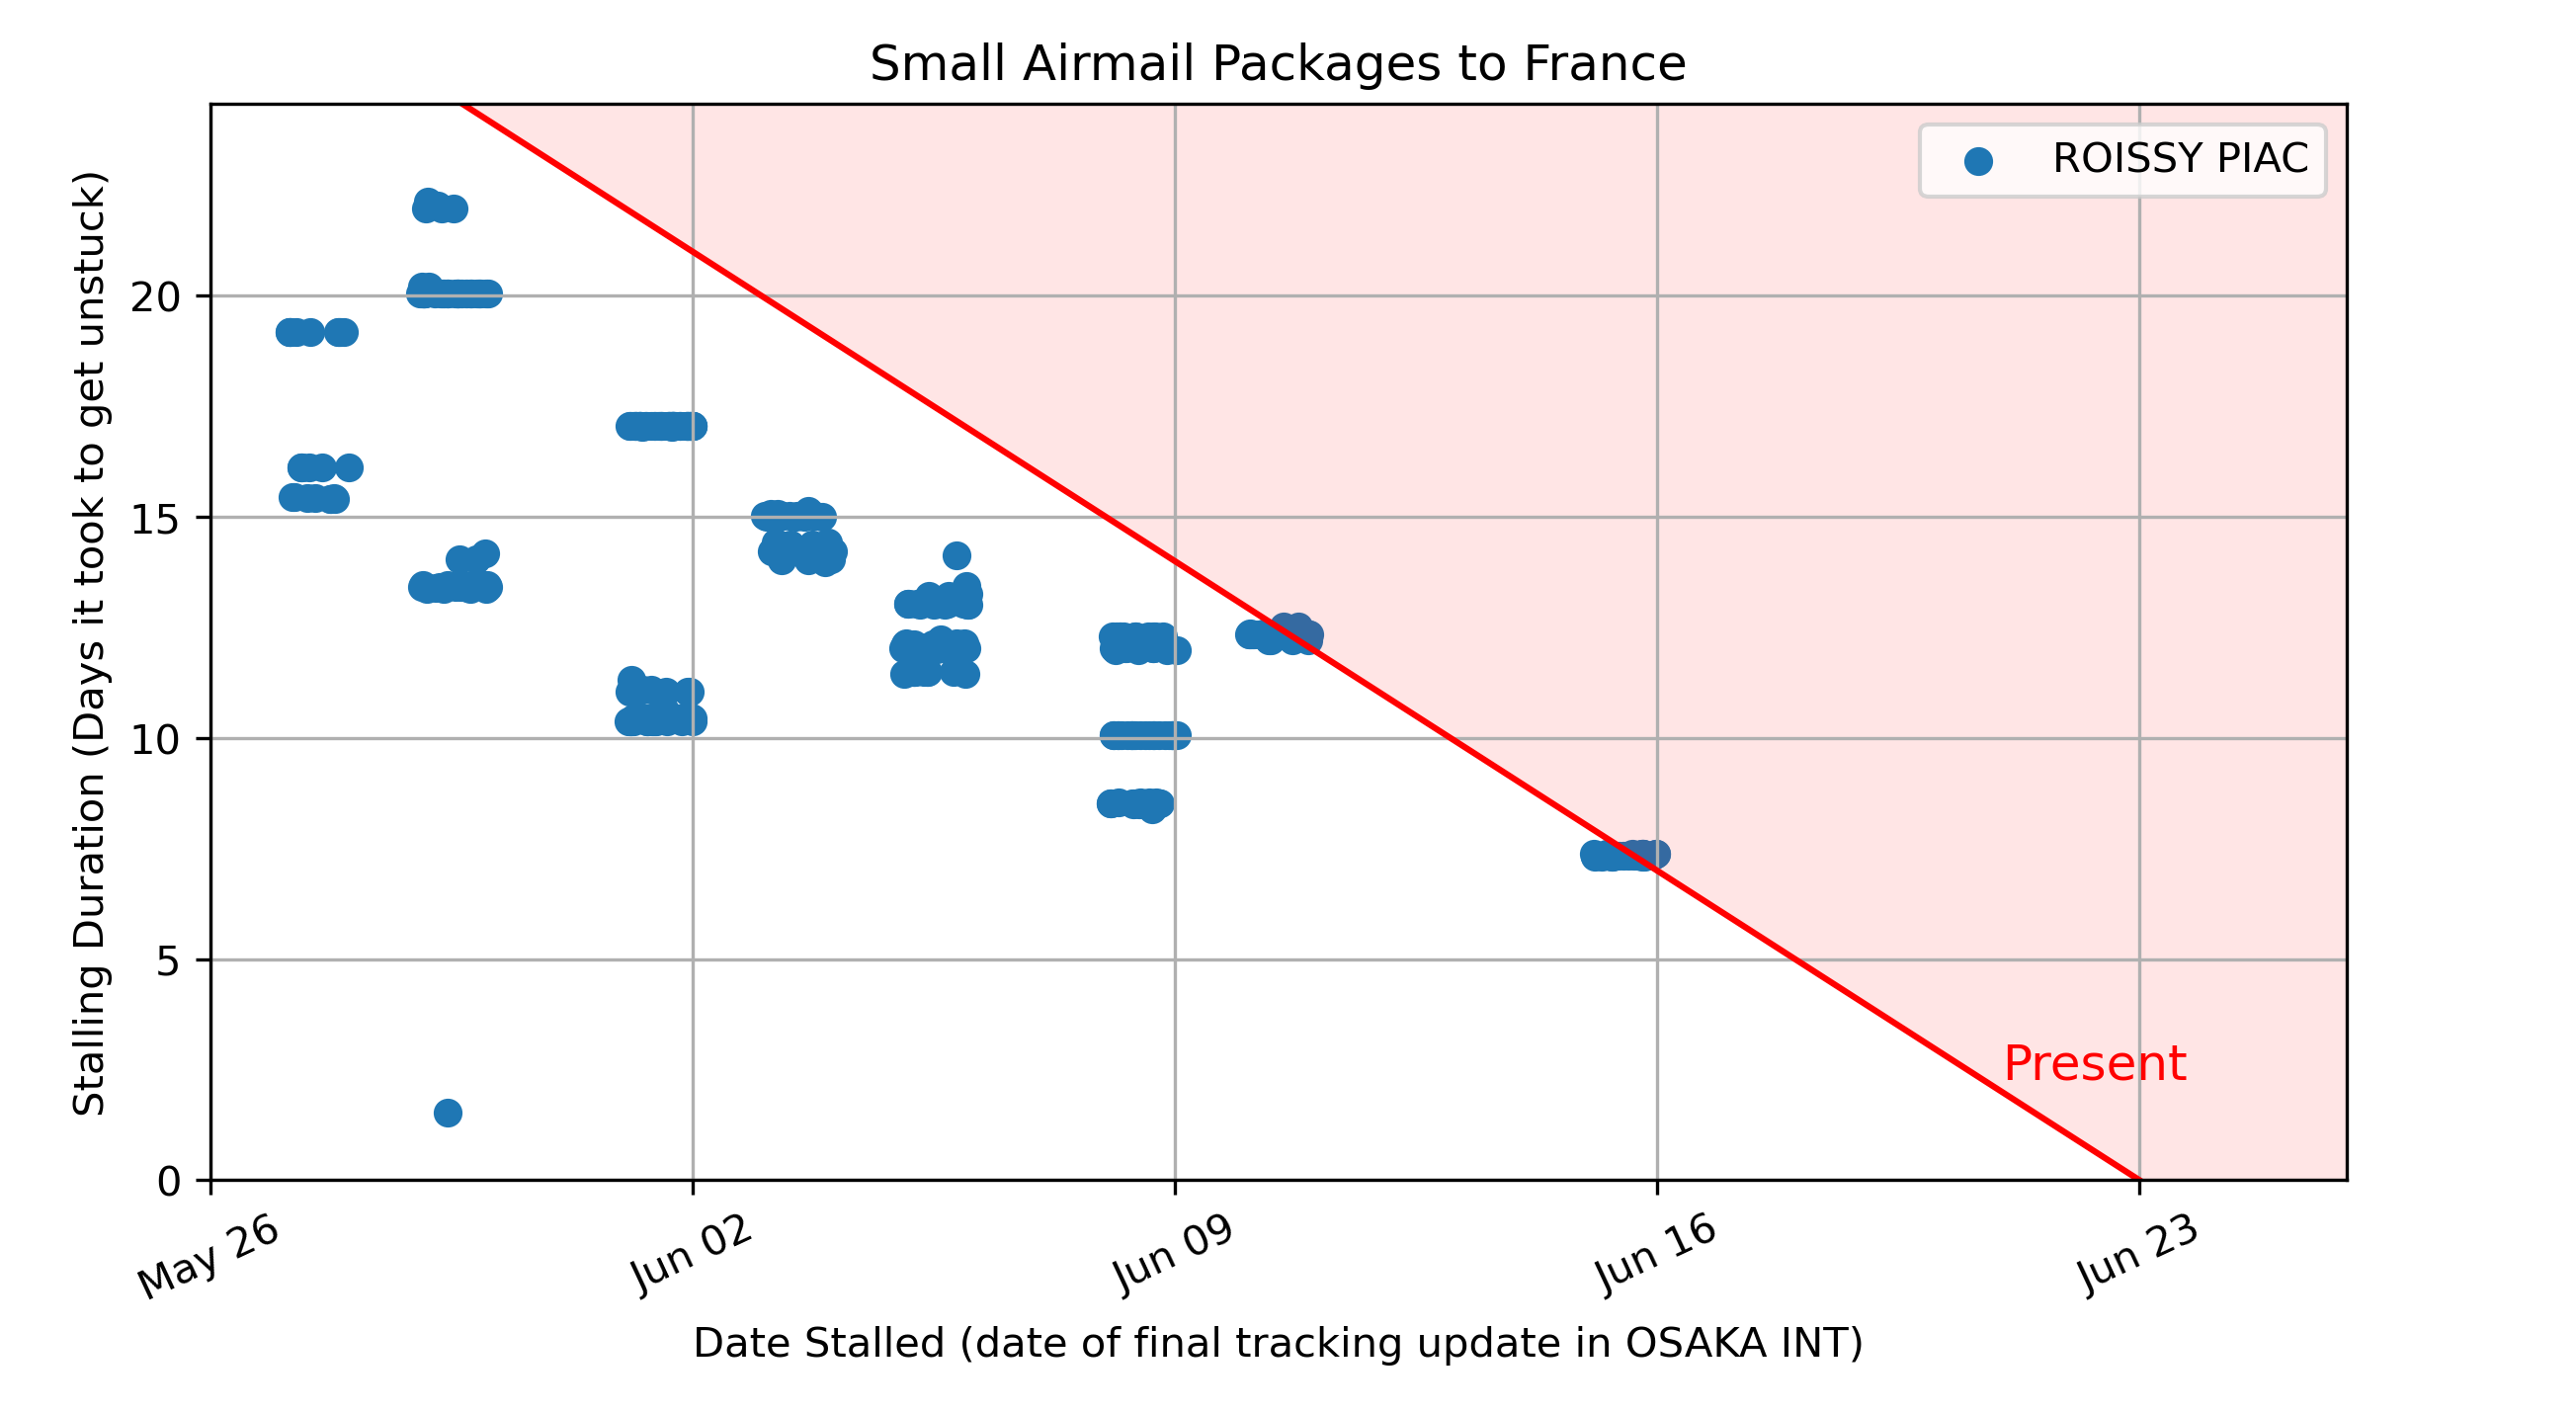 Small Airmail Packages to France
ROISSY PIAC
Stalling Duration (Days it took to get unstuck)
20
15
10
5
0
Present
May 26
Jun 02
Jun 09
Jun 16
Jun 23
Date Stalled (date of final tracking update in OSAKA INT)